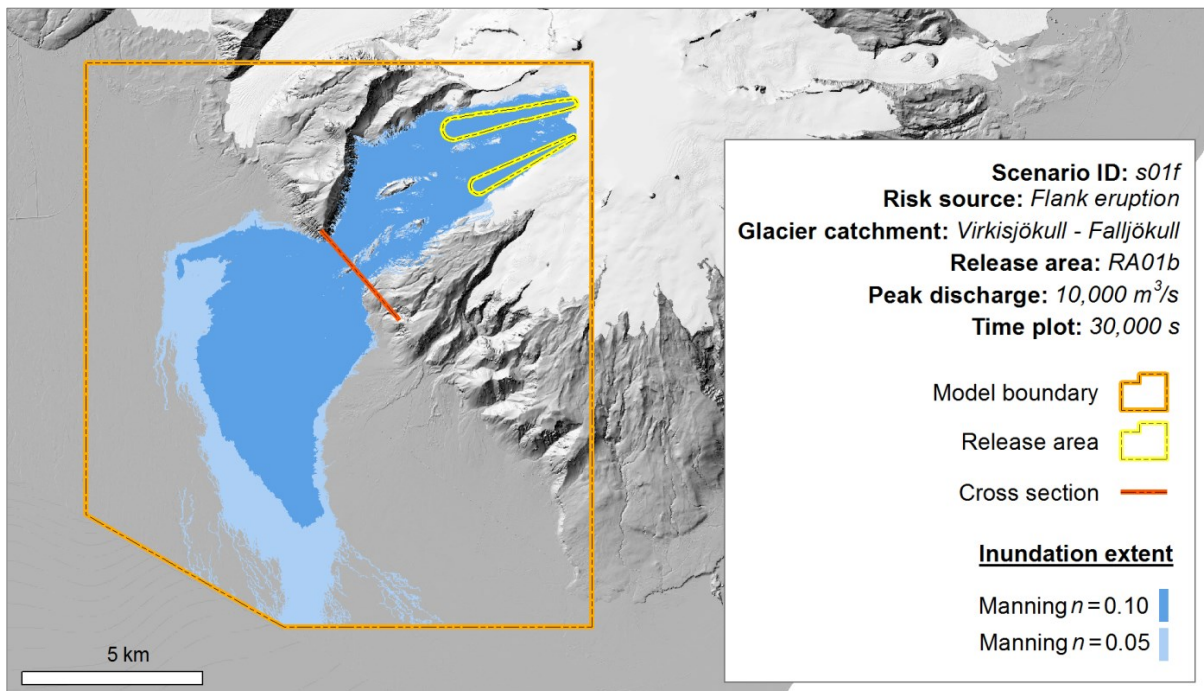 Scenario ID: s01f
Risk source: Flank eruption
Glacier catchment: Virkisjökull - Falljökull
Release area: RA01b
Peak discharge: 10,000 m³/s
Time plot: 30,000 s
Model boundary
Release area
Cross section
Inundation extent
Manning n = 0.10
Manning n = 0.05
5 km